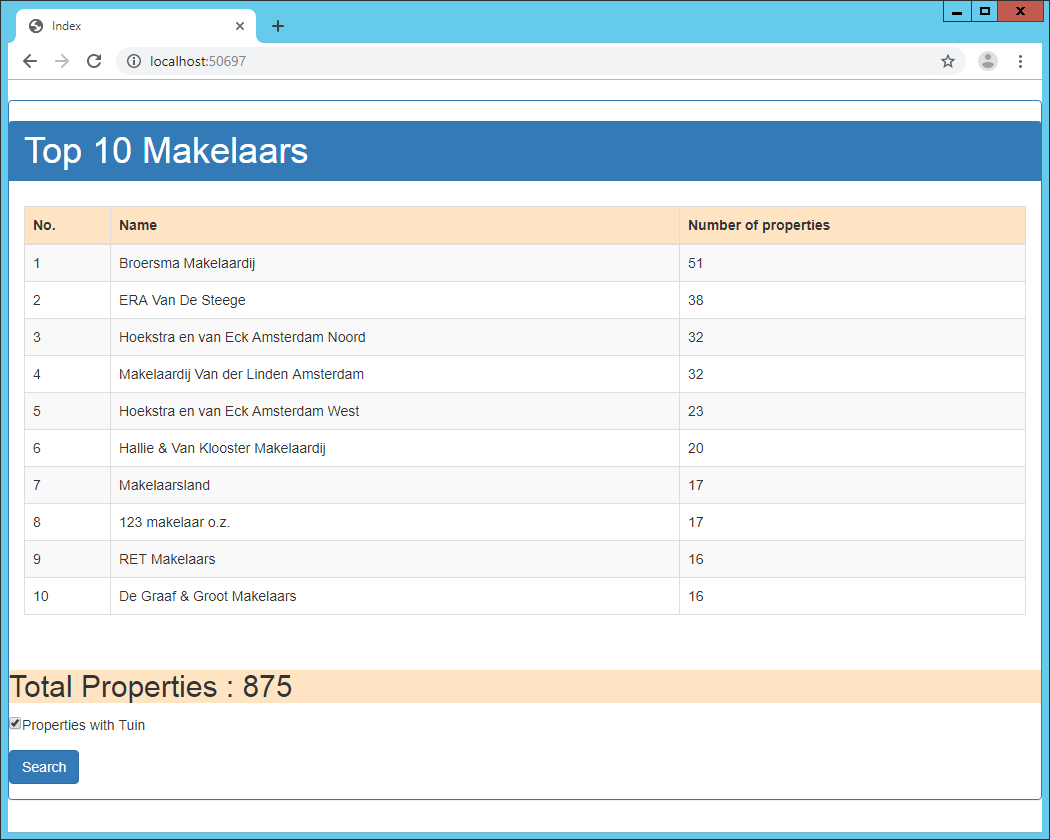 Index
localhost:50697
Top 10 Makelaars
No. Name Number of properties
1 Broersma Makelaardij 51
2 ERA Van De Steege 38
3 Hoekstra en van Eck Amsterdam Noord 32
4 Makelaardij Van der Linden Amsterdam 32
5 Hoekstra en van Eck Amsterdam West 23
6 Hallie & Van Klooster Makelaardij 20
7 Makelaarsland 17
8 123 makelaar o.z. 17
9 RET Makelaars 16
10 De Graaf & Groot Makelaars 16
Total Properties : 875
Properties with Tuin
Search